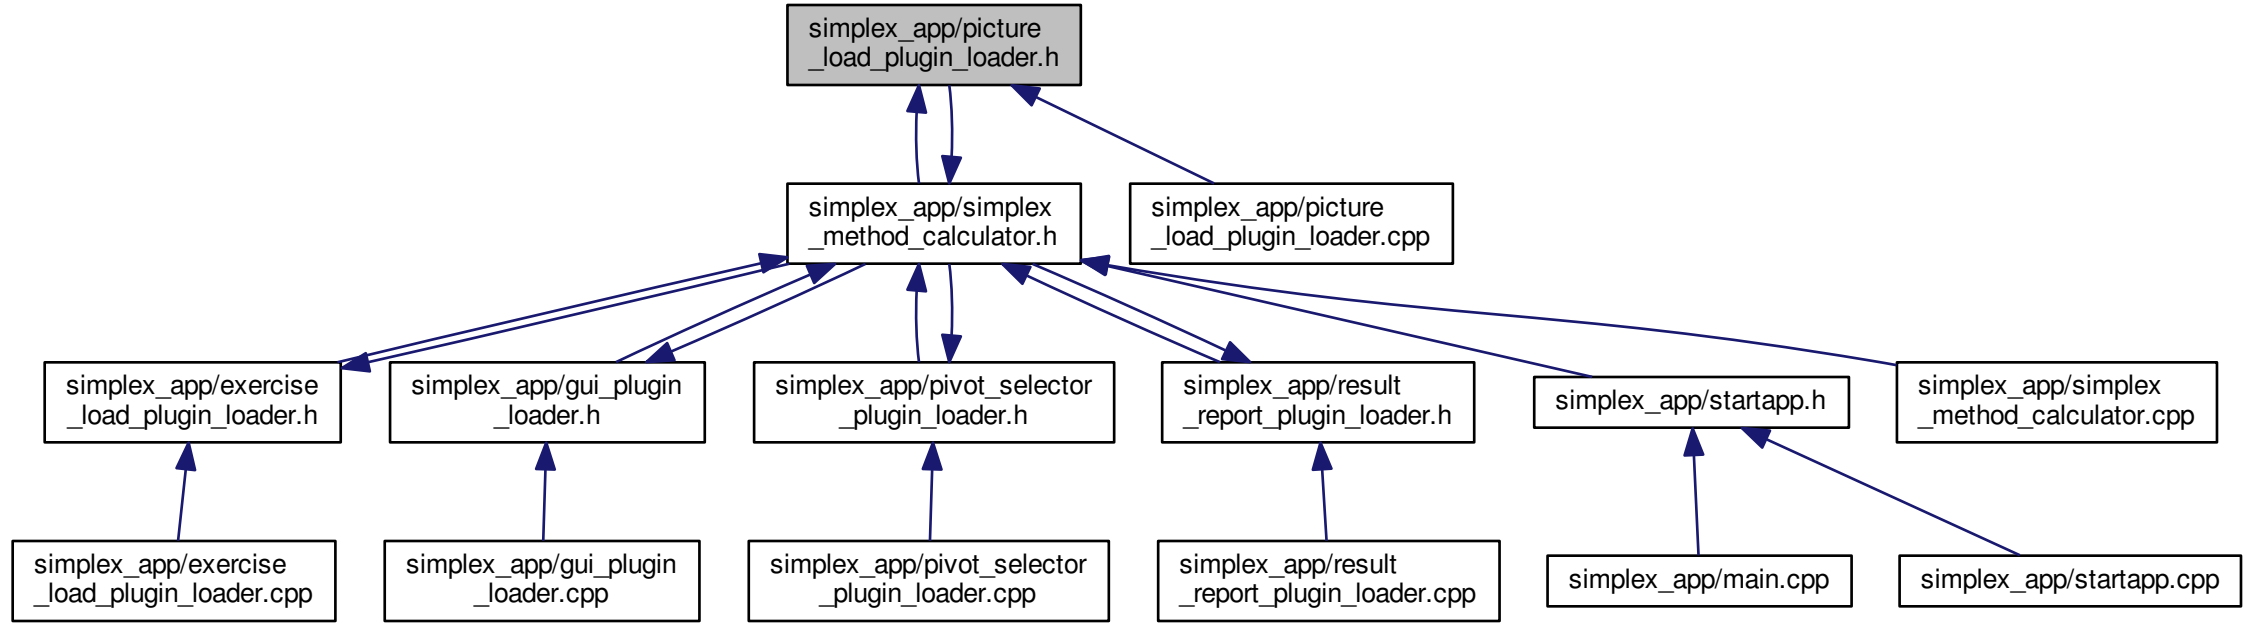 simplex_app/picture
_load_plugin_loader.h
simplex_app/simplex
_method_calculator.h
simplex_app/picture
_load_plugin_loader.cpp
simplex_app/exercise
_load_plugin_loader.h
simplex_app/gui_plugin
_loader.h
simplex_app/pivot_selector
_plugin_loader.h
simplex_app/result
_report_plugin_loader.h
simplex_app/startapp.h
simplex_app/simplex
_method_calculator.cpp
simplex_app/exercise
_load_plugin_loader.cpp
simplex_app/gui_plugin
_loader.cpp
simplex_app/pivot_selector
_plugin_loader.cpp
simplex_app/result
_report_plugin_loader.cpp
simplex_app/main.cpp
simplex_app/startapp.cpp